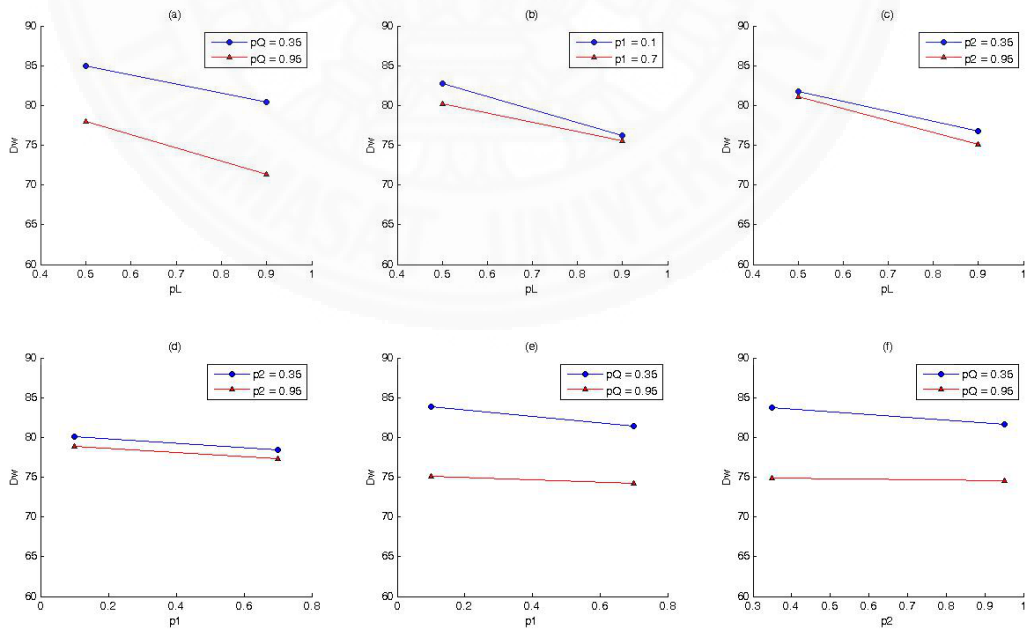 (a)
90
85
80
75
70
65
60
Dw
0.4 0.5 0.6 0.7 0.8 0.9 1
pL
pQ = 0.35
pQ = 0.95
(b)
90
85
80
75
70
65
60
Dw
0.4 0.5 0.6 0.7 0.8 0.9 1
pL
p1 = 0.1
p1 = 0.7
(c)
90
85
80
75
70
65
60
Dw
0.4 0.5 0.6 0.7 0.8 0.9 1
pL
p2 = 0.35
p2 = 0.95
(d)
90
85
80
75
70
65
60
Dw
0 0.2 0.4 0.6 0.8
p1
p2 = 0.35
p2 = 0.95
(e)
90
85
80
75
70
65
60
Dw
0 0.2 0.4 0.6 0.8
p1
pQ = 0.35
pQ = 0.95
(f)
90
85
80
75
70
65
60
Dw
0.3 0.4 0.5 0.6 0.7 0.8 0.9 1
p2
pQ = 0.35
pQ = 0.95
THAMMASAT UNIVERSITY